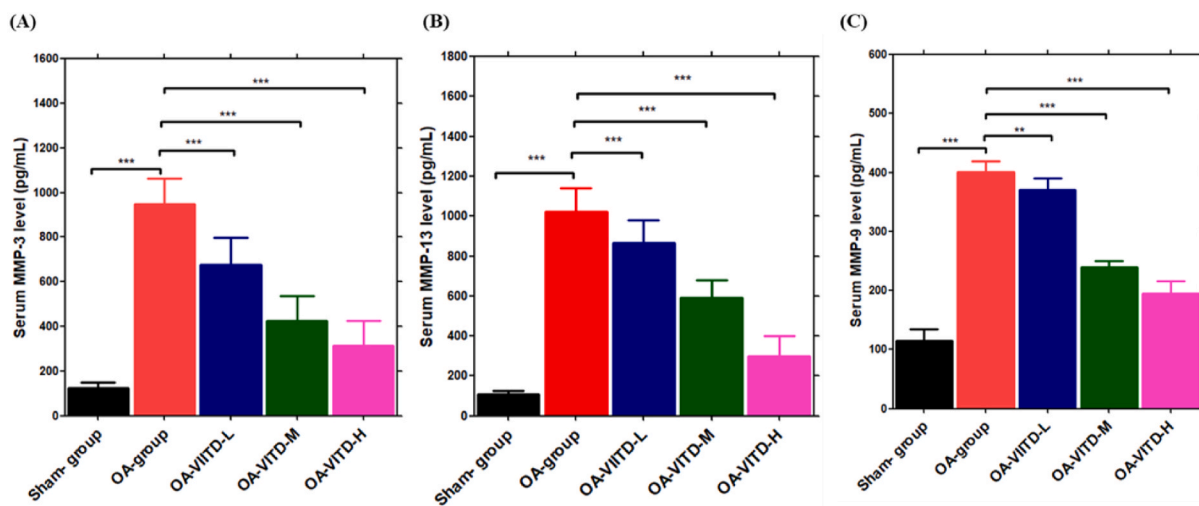 (A)
Serum MMP-3 level (pg/mL)
1600
1400
1200
1000
800
600
400
200
0
***
***
***
***
Sham- group
OA-group
OA-VIITD-L
OA-VITD-M
OA-VITD-H
(B)
Serum MMP-13 level (pg/mL)
1800
1600
1400
1200
1000
800
600
400
200
0
***
***
***
***
Sham- group
OA-group
OA-VIITD-L
OA-VITD-M
OA-VITD-H
(C)
Serum MMP-9 level (pg/mL)
600
500
400
300
200
100
0
***
***
**
***
Sham- group
OA-group
OA-VIITD-L
OA-VITD-M
OA-VITD-H